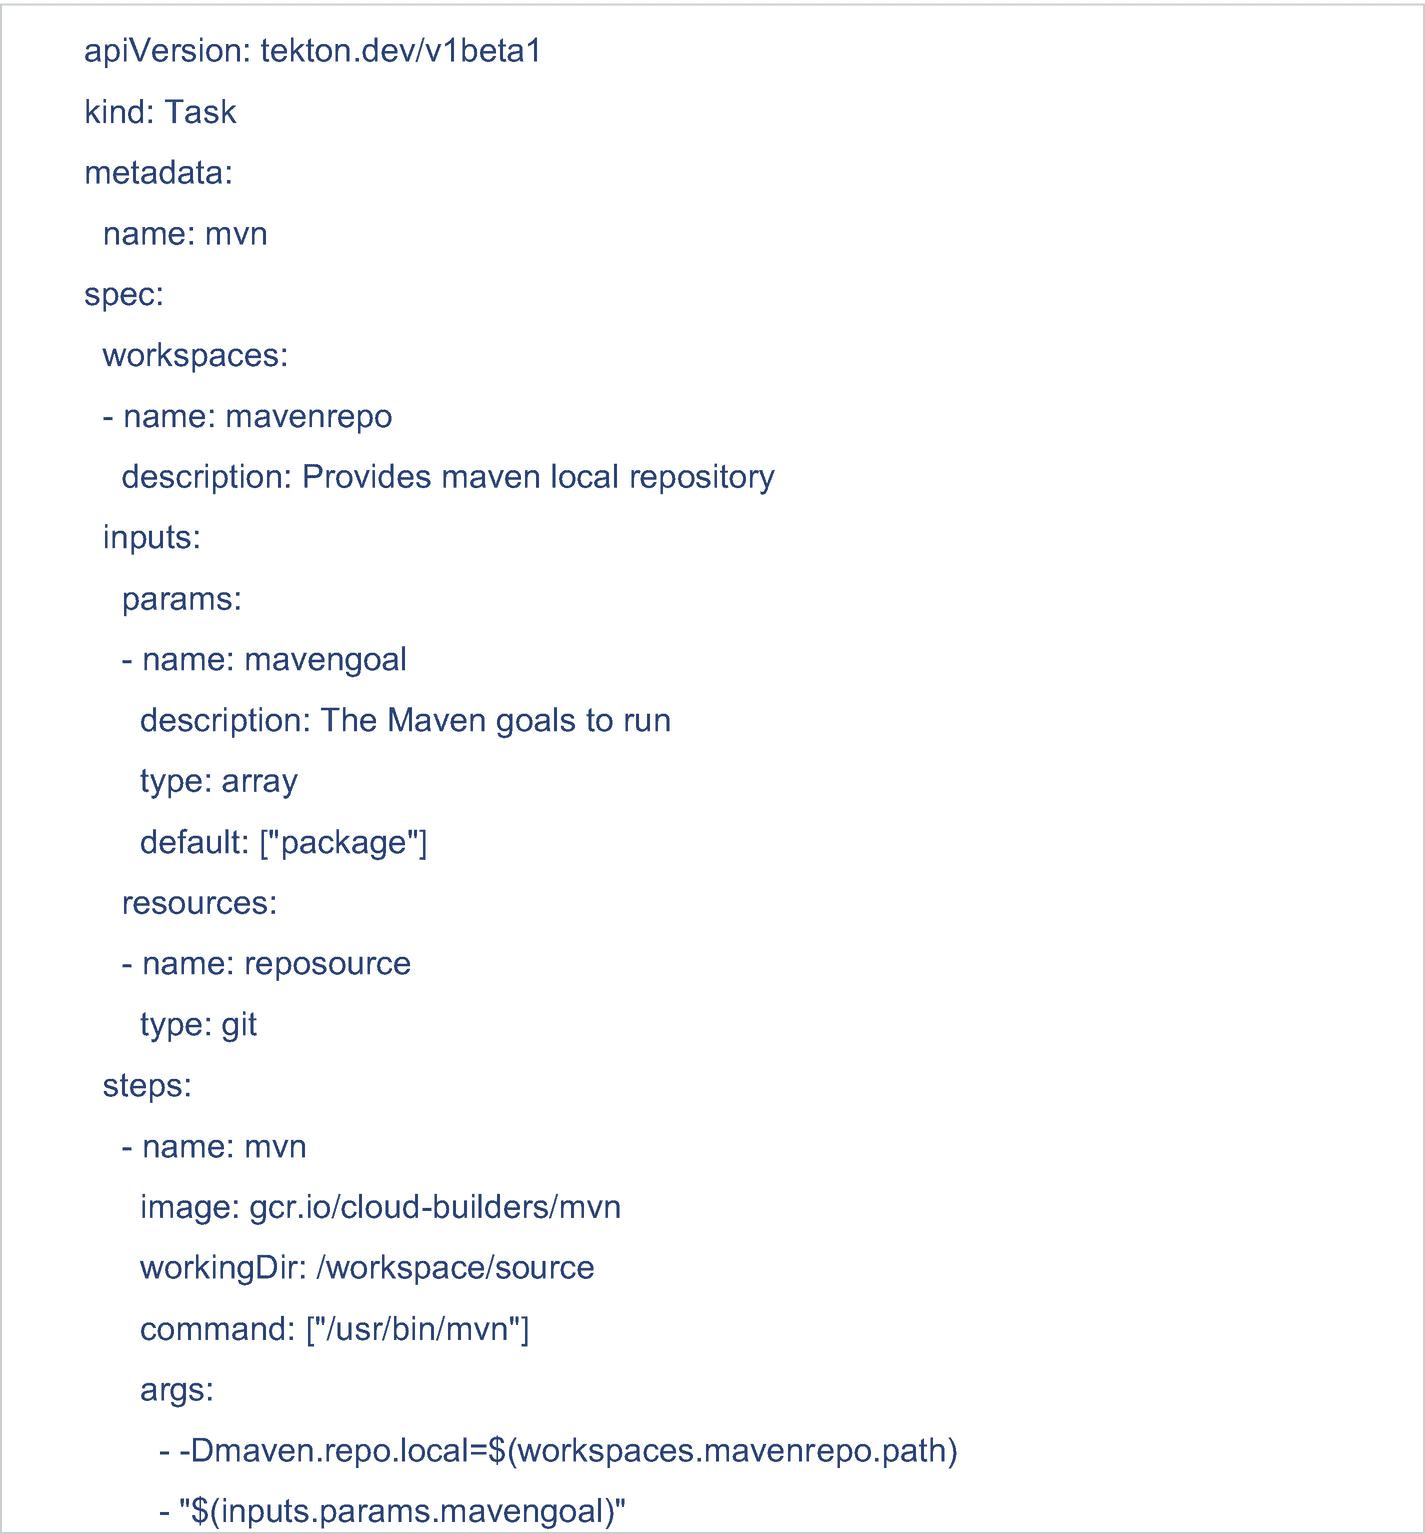 apiVersion: tekton.dev/v1beta1
kind: Task
metadata:
  name: mvn
spec:
  workspaces:
  - name: mavenrepo
    description: Provides maven local repository
  inputs:
    params:
    - name: mavengoal
      description: The Maven goals to run
      type: array
      default: ["package"]
    resources:
    - name: reposource
      type: git
  steps:
    - name: mvn
      image: gcr.io/cloud-builders/mvn
      workingDir: /workspace/source
      command: ["/usr/bin/mvn"]
      args:
        - -Dmaven.repo.local=$(workspaces.mavenrepo.path)
        - "$(inputs.params.mavengoal)"